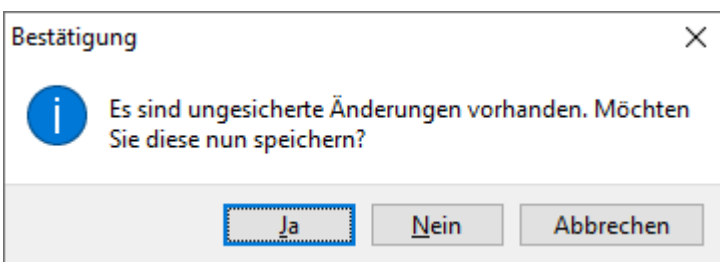 Bestätigung
Es sind ungesicherte Änderungen vorhanden. Möchten
Sie diese nun speichern?
Ja Nein Abbrechen